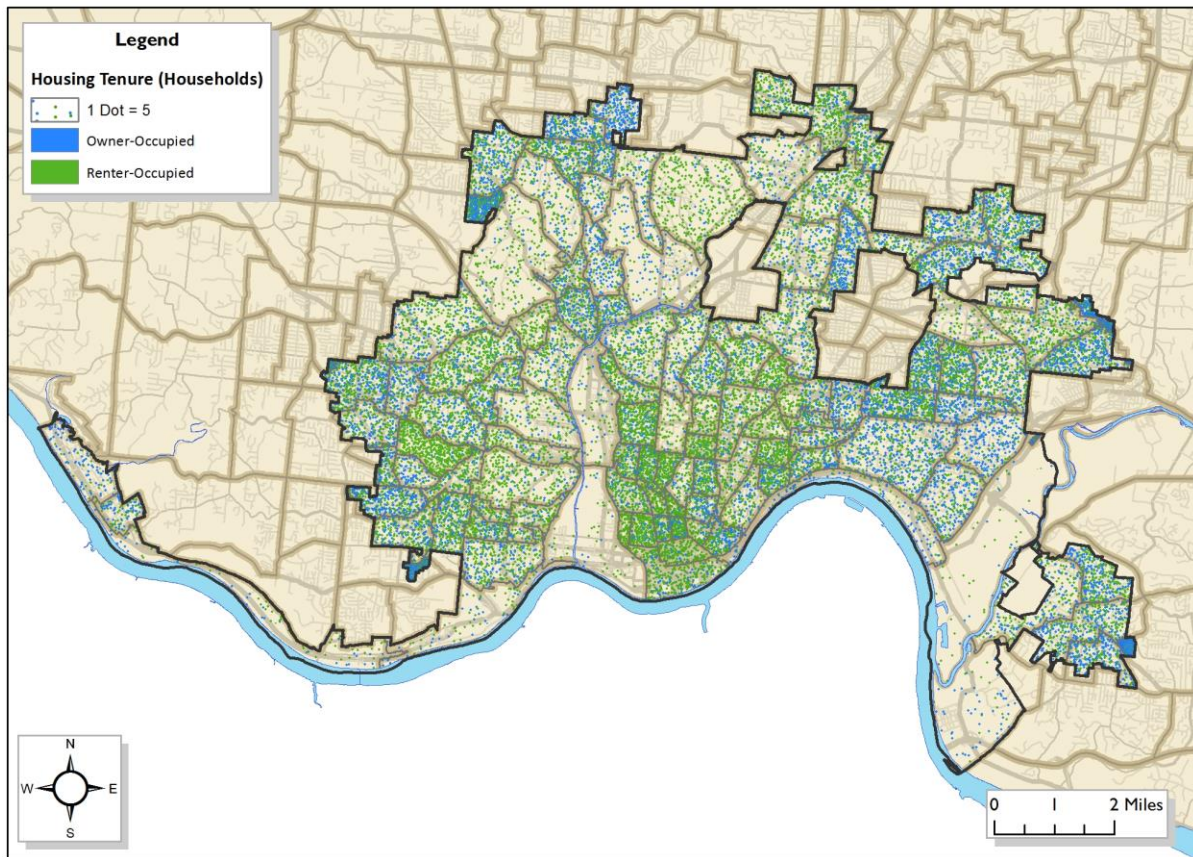 Legend
Housing Tenure (Households)
1 Dot = 5
Owner-Occupied
Renter-Occupied
N
W E
S
0 1 2 Miles